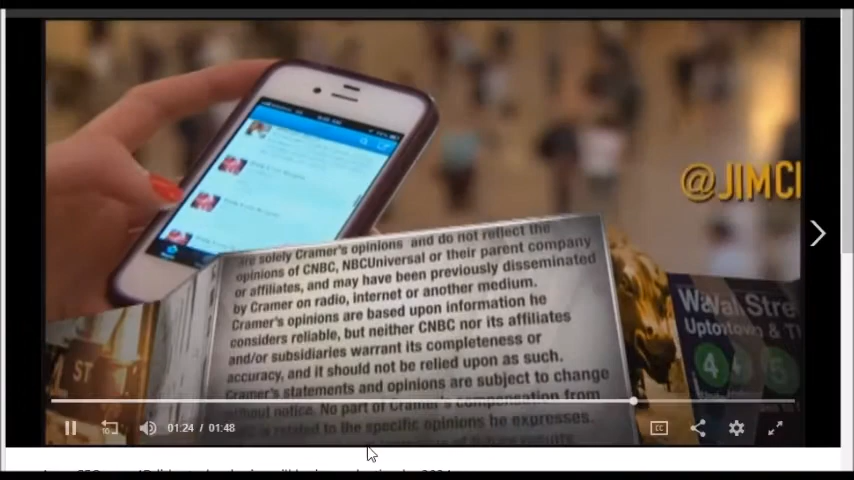 @JIMC
are solely Cramer's opinions and do not reflect the
opinions of CNBC, NBCUniversal or their parent company
or affiliates, and may have been previously disseminated
by Cramer on radio, Internet or another medium.
Cramer's opinions are based upon information he
considers reliable, but neither CNBC nor its affiliates
and/or subsidiaries warrant its completeness or
accuracy, and it should not be relied upon as such.
Cramer's statements and opinions are subject to change
without notice. No part of Cramer's compensation from
is related to the specific opinions he expresses.
ST
Wall Stre
Uptown & T
4
5
01:24 / 01:48
CC